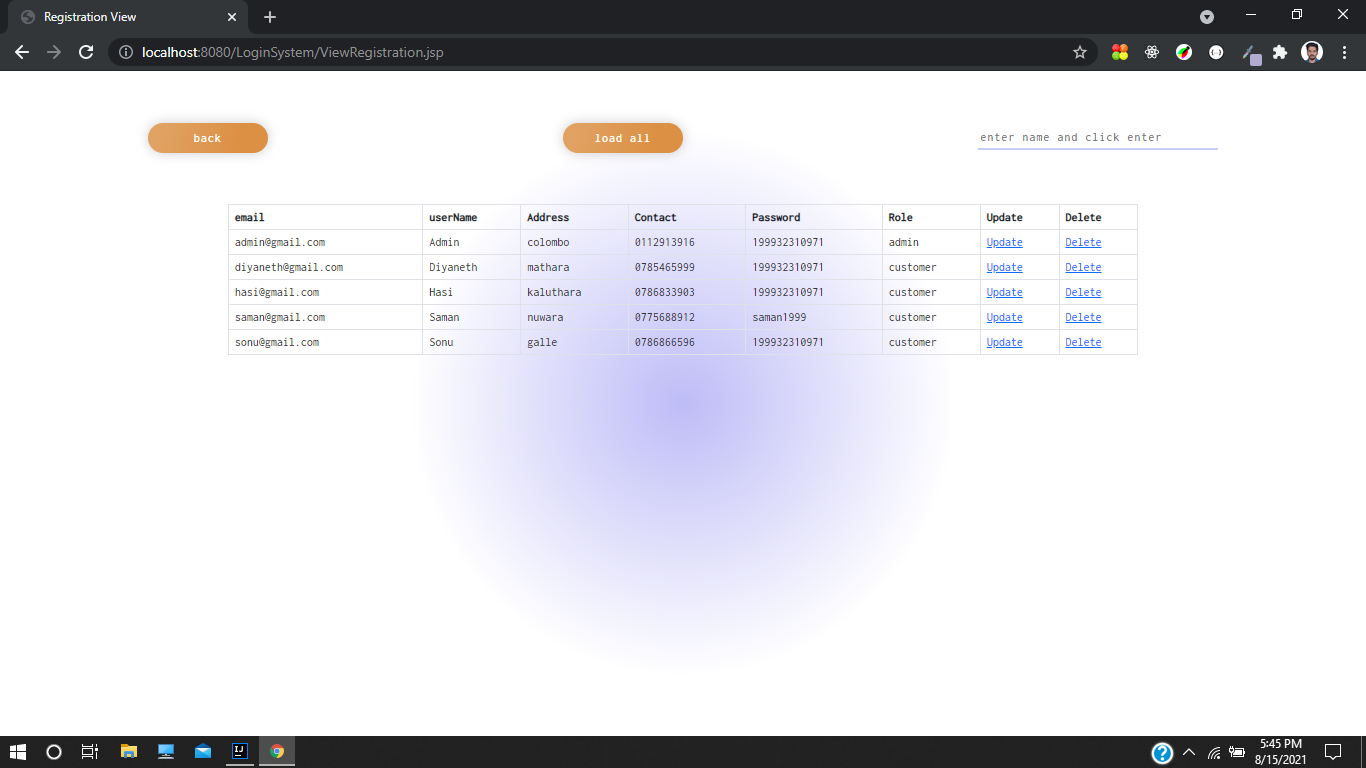 Registration View
localhost:8080/LoginSystem/ViewRegistration.jsp
back load all enter name and click enter
email userName Address Contact Password Role Update Delete
admin@gmail.com Admin colombo 0112913916 199932310971 admin Update Delete
diyaneth@gmail.com Diyaneth mathara 0785465999 199932310971 customer Update Delete
hasi@gmail.com Hasi kaluthara 0786833903 199932310971 customer Update Delete
saman@gmail.com Saman nuwara 0775688912 saman1999 customer Update Delete
sonu@gmail.com Sonu galle 0786866596 199932310971 customer Update Delete
IJ
5:45 PM
8/15/2021